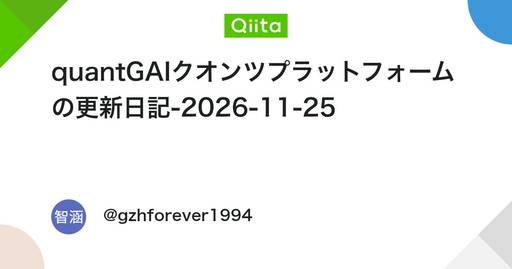 Qiita
quantGAIクオンツプラットフォーム
の更新日記-2026-11-25
智涵
@gzhforever1994